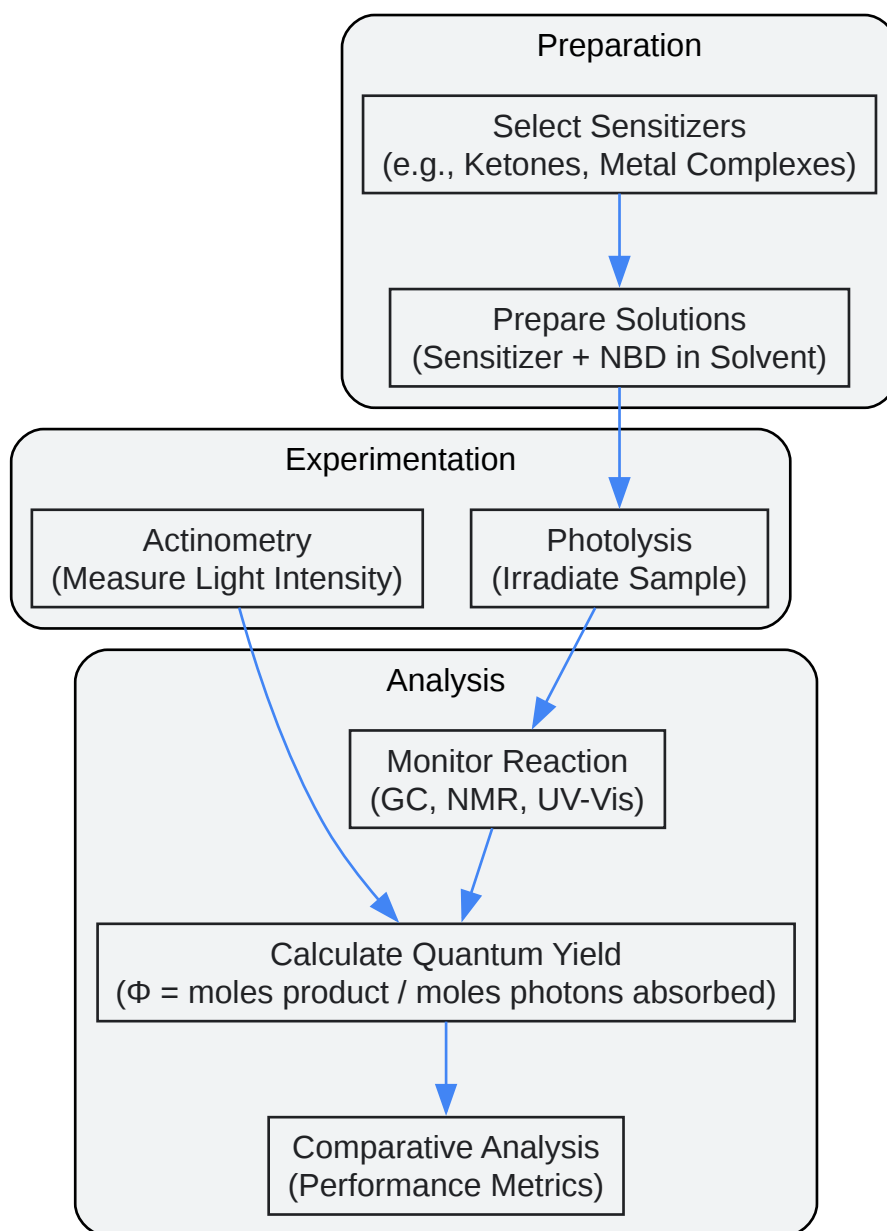 Preparation
Select Sensitizers
(e.g., Ketones, Metal Complexes)
Prepare Solutions
(Sensitizer + NBD in Solvent)
Experimentation
Actinometry
(Measure Light Intensity)
Photolysis
(Irradiate Sample)
Analysis
Monitor Reaction
(GC, NMR, UV-Vis)
Calculate Quantum Yield
(Φ = moles product / moles photons absorbed)
Comparative Analysis
(Performance Metrics)